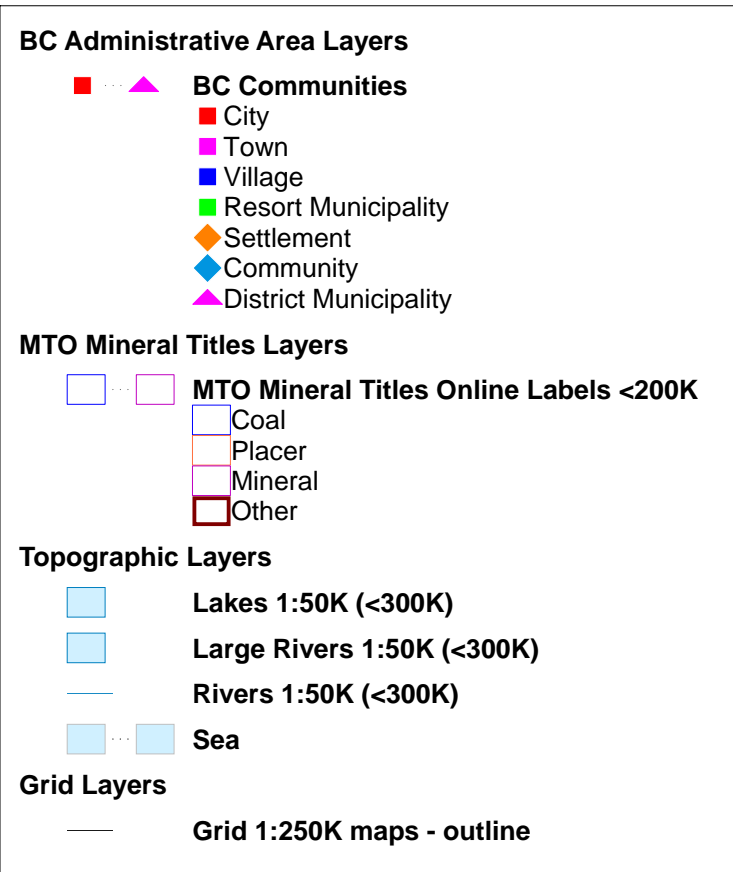 BC Administrative Area Layers
BC Communities
City
Town
Village
Resort Municipality
Settlement
Community
District Municipality
MTO Mineral Titles Layers
MTO Mineral Titles Online Labels <200K
Coal
Placer
Mineral
Other
Topographic Layers
Lakes 1:50K (<300K)
Large Rivers 1:50K (<300K)
Rivers 1:50K (<300K)
Sea
Grid Layers
Grid 1:250K maps - outline